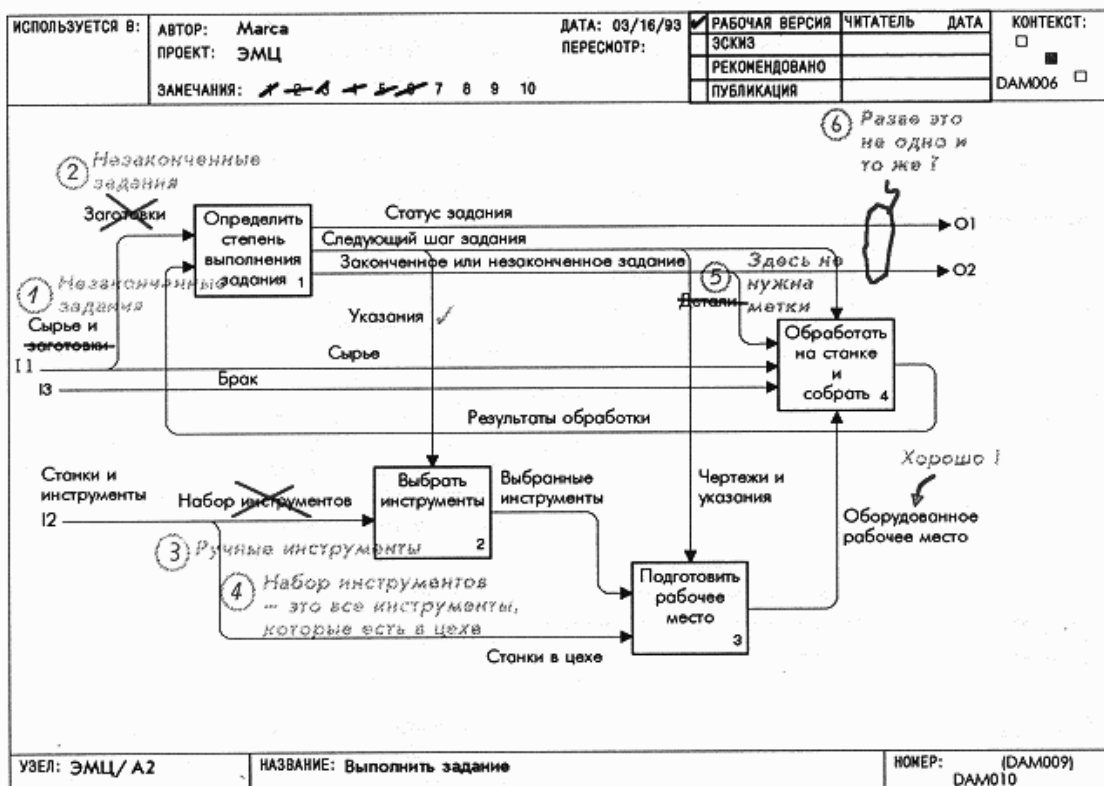 ИСПОЛЬЗУЕТСЯ В:
АВТОР: Marca
ПРОЕКТ: ЭМЦ
ДАТА: 03/16/93
ПЕРЕСМОТР:
ЗАМЕЧАНИЯ: 1 2 3 4 5 6 7 8 9 10
РАБОЧАЯ ВЕРСИЯ
ЭСКИЗ
РЕКОМЕНДОВАНО
ПУБЛИКАЦИЯ
ЧИТАТЕЛЬ ДАТА
КОНТЕКСТ:
DAM006
6 Разве это
не одно и
то же ?
2 Незаконченные
задания
Заготовки
Определить
степень
выполнения
задания 1
Статус задания
O1
Следующий шаг задания
Законченное или незаконченное задание
O2
1 Незаконченные
задания
5 Здесь не
нужна
метки
Детали
Указания
Сырье и
заготовки
I1
Сырье
I3
Брак
Обработать
на станке
и
собрать 4
Результаты обработки
Станки и
инструменты
I2
Набор инструментов
Выбрать
инструменты
2
Выбранные
инструменты
Чертежи и
указания
Хорошо !
Оборудованное
рабочее место
3 Ручные инструменты
4 Набор инструментов
— это все инструменты,
которые есть в цехе
Станки в цехе
Подготовить
рабочее
место
3
УЗЕЛ: ЭМЦ/ А2
НАЗВАНИЕ: Выполнить задание
НОМЕР: (DAM009)
DAM010